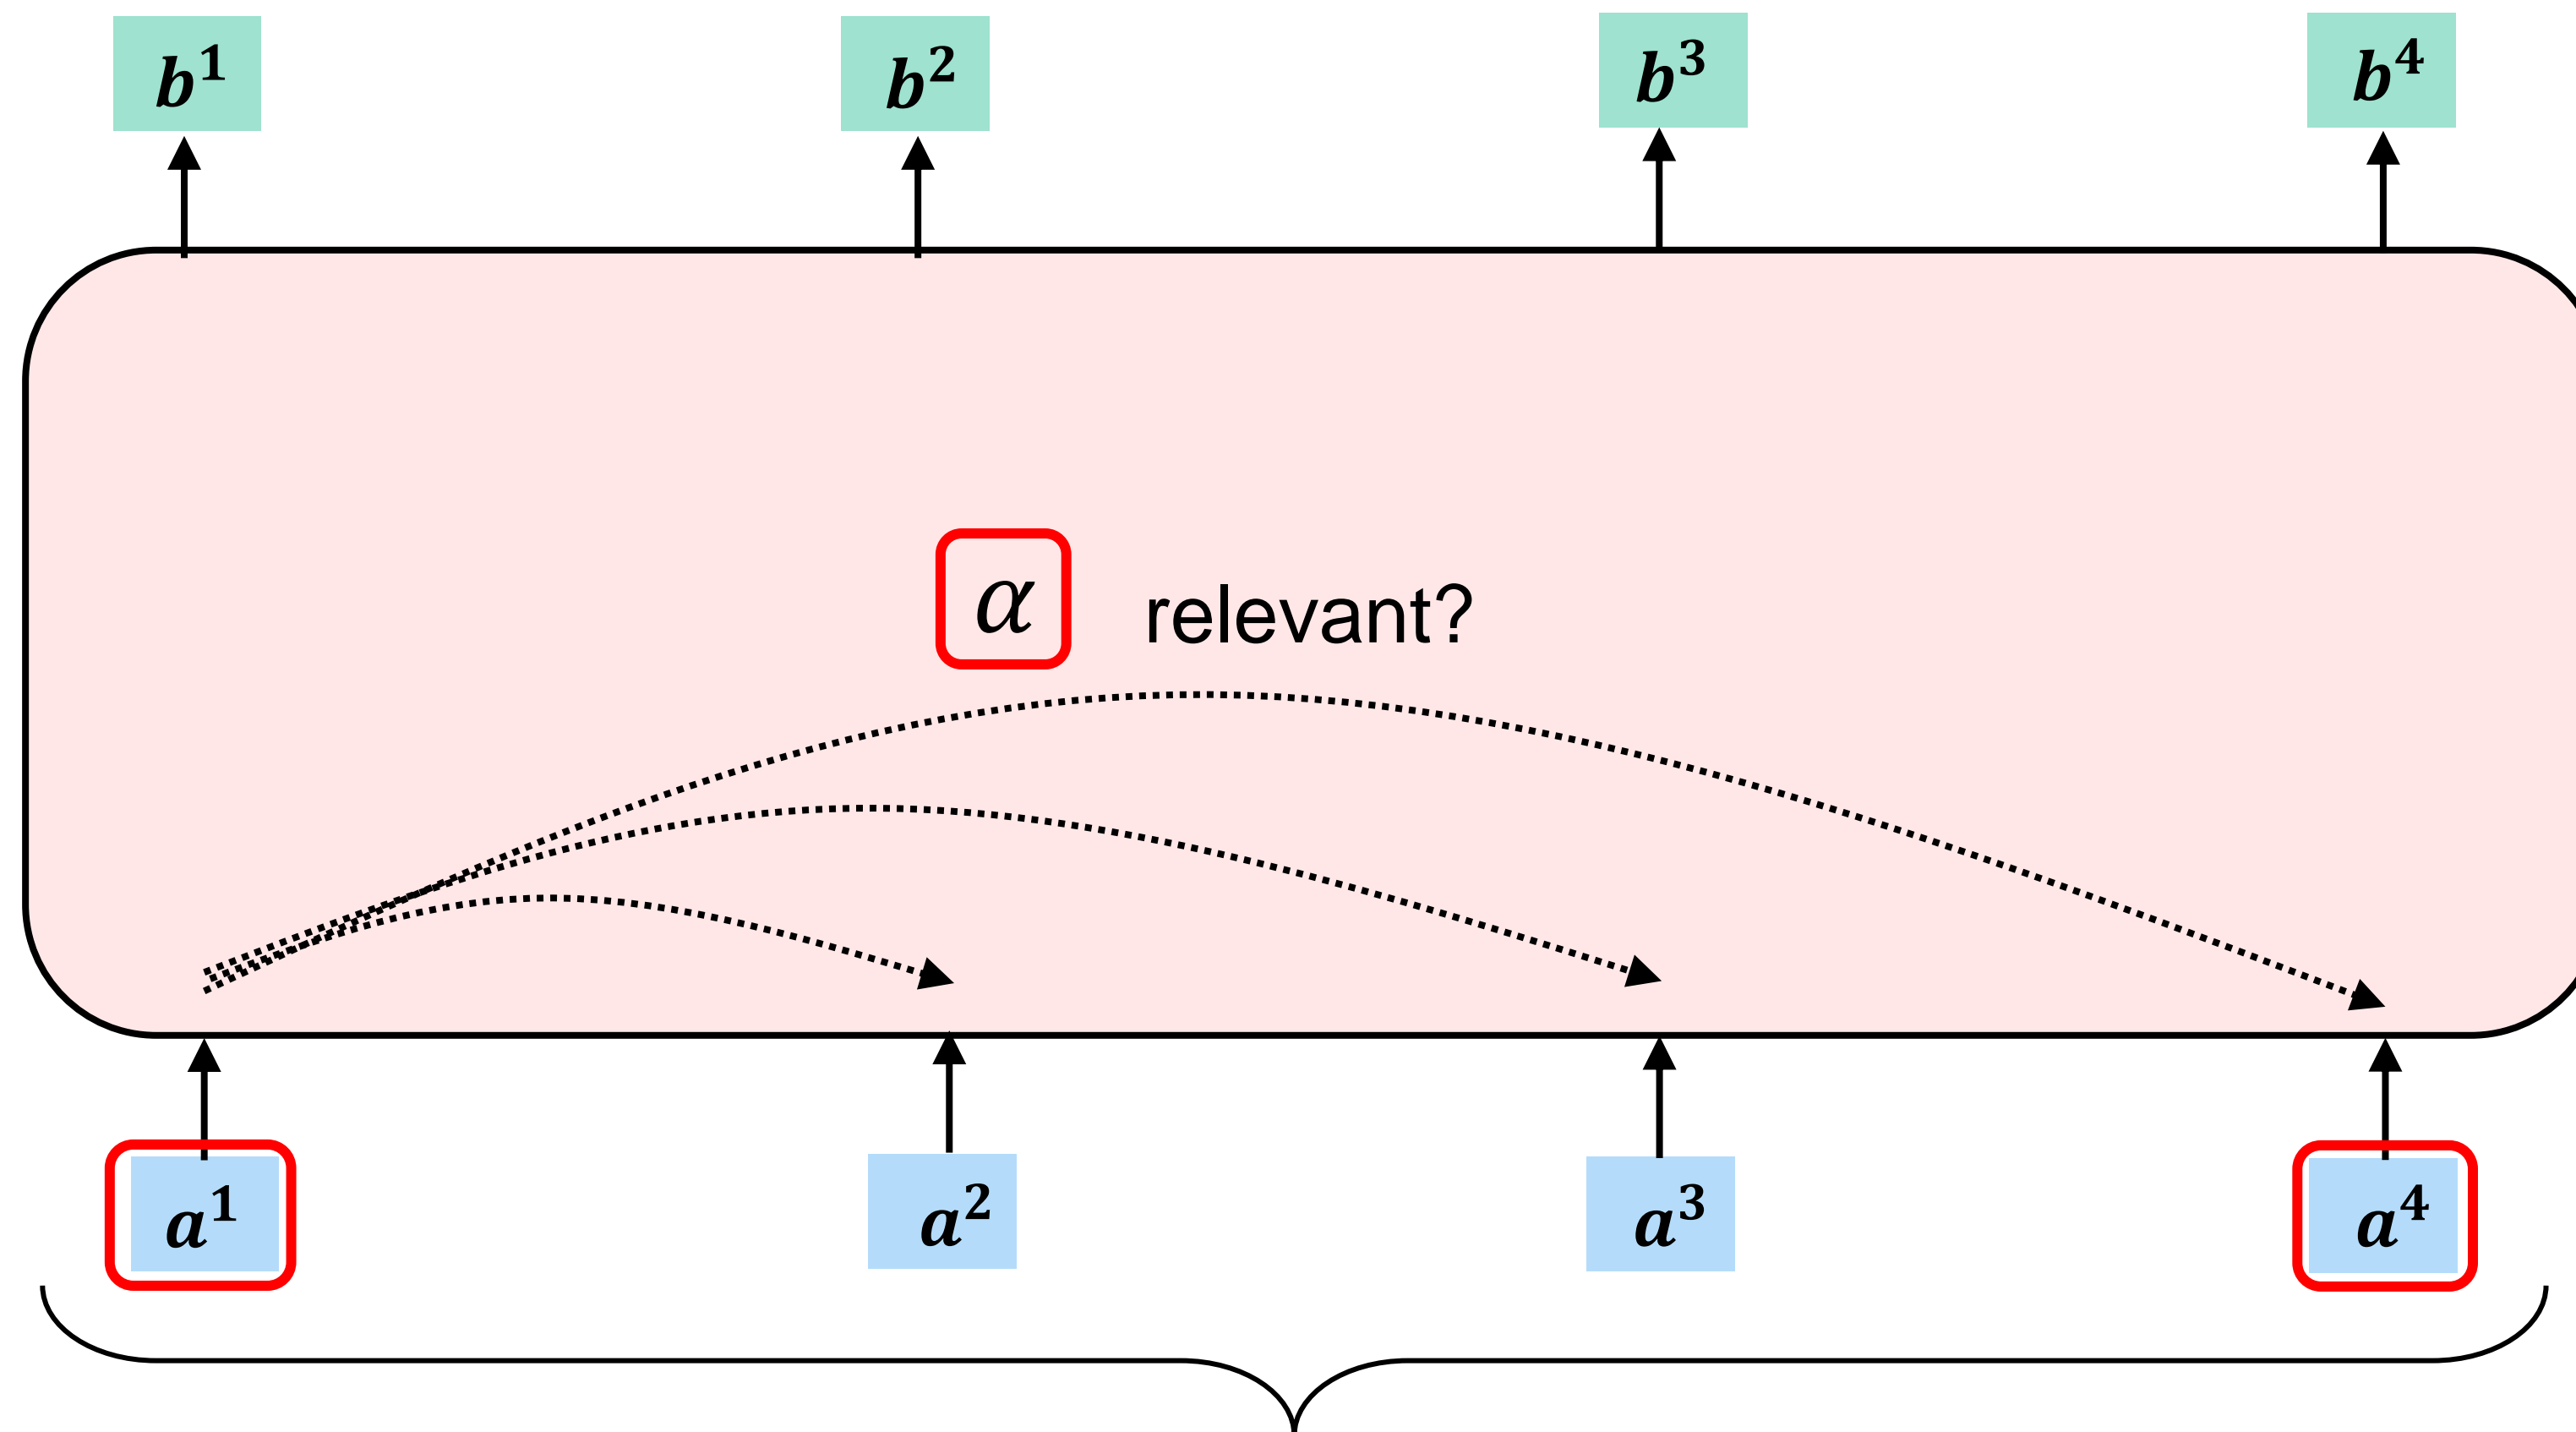 b¹ b² b³ b⁴
α relevant?
a¹ a² a³ a⁴